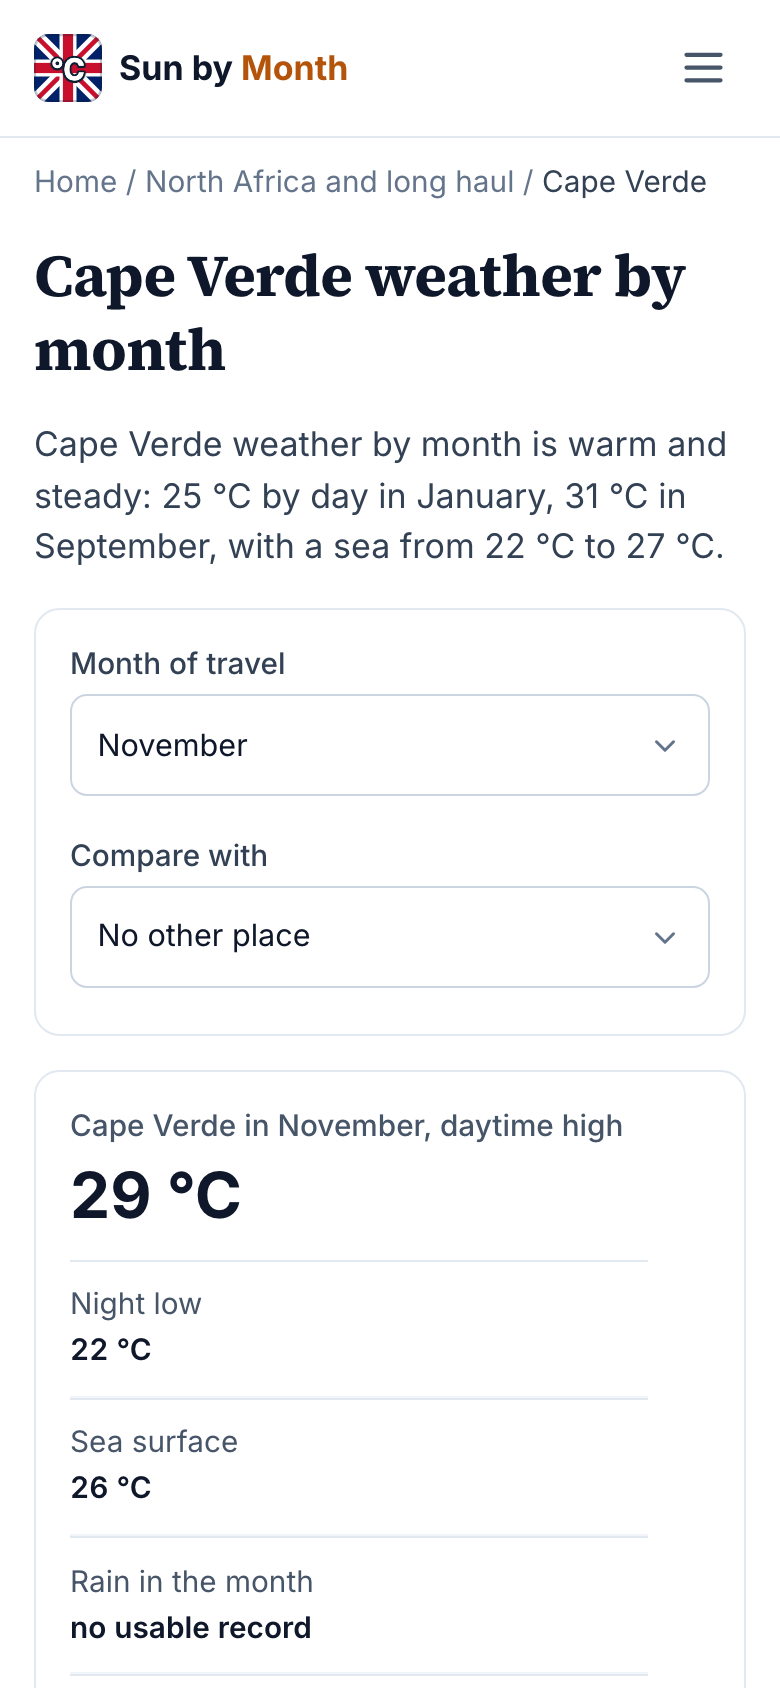 °C
Sun by Month
Home / North Africa and long haul / Cape Verde
Cape Verde weather by
month
Cape Verde weather by month is warm and
steady: 25 °C by day in January, 31 °C in
September, with a sea from 22 °C to 27 °C.
Month of travel
November
Compare with
No other place
Cape Verde in November, daytime high
29 °C
Night low
22 °C
Sea surface
26 °C
Rain in the month
no usable record